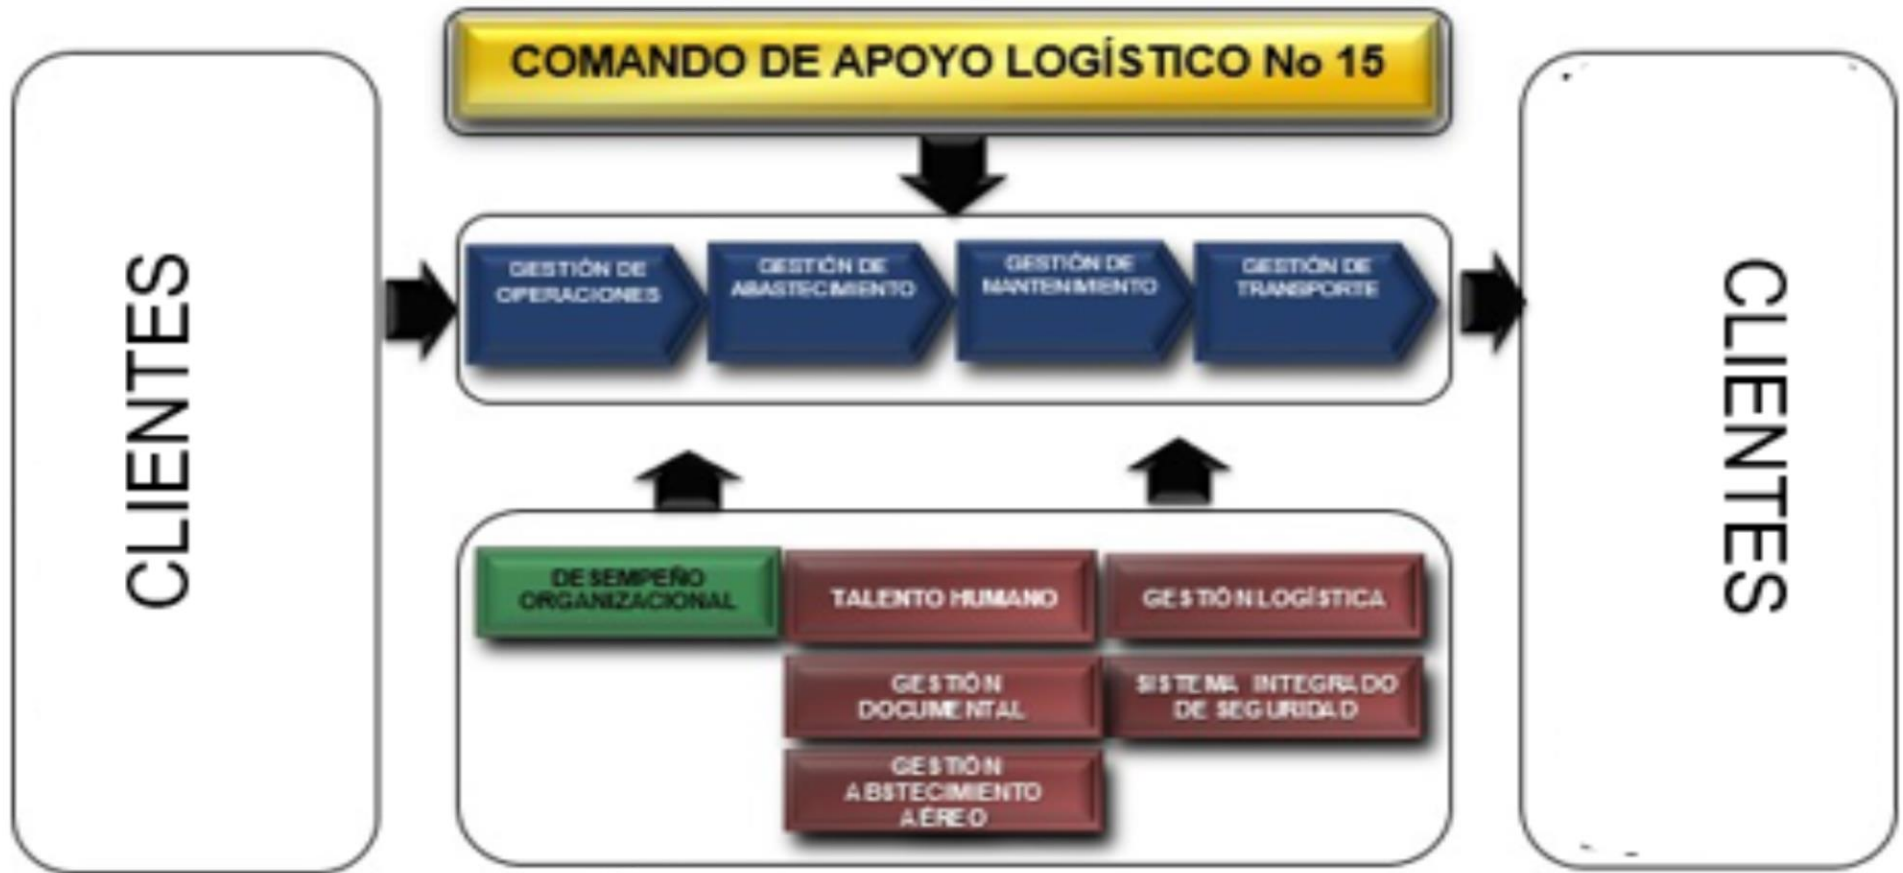 COMANDO DE APOYO LOGÍSTICO No 15
CLIENTES
GESTIÓN DE
OPERACIONES
GESTIÓN DE
ABASTECIMIENTO
GESTIÓN DE
MANTENIMIENTO
GESTIÓN DE
TRANSPORTE
CLIENTES
DESEMPEÑO
ORGANIZACIONAL
TALENTO HUMANO
GESTIÓN LOGÍSTICA
GESTIÓN
DOCUMENTAL
SISTEMA INTEGRADO
DE SEGURIDAD
GESTIÓN
ABSTECIMIENTO
AÉREO